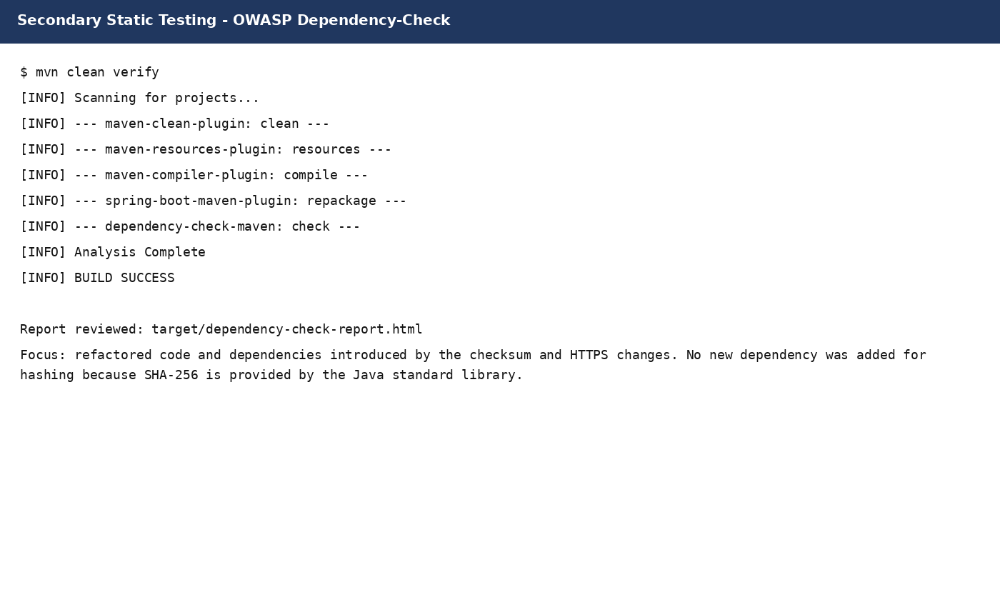 Secondary Static Testing - OWASP Dependency-Check
$ mvn clean verify
[INFO] Scanning for projects...
[INFO] --- maven-clean-plugin: clean ---
[INFO] --- maven-resources-plugin: resources ---
[INFO] --- maven-compiler-plugin: compile ---
[INFO] --- spring-boot-maven-plugin: repackage ---
[INFO] --- dependency-check-maven: check ---
[INFO] Analysis Complete
[INFO] BUILD SUCCESS
Report reviewed: target/dependency-check-report.html
Focus: refactored code and dependencies introduced by the checksum and HTTPS changes. No new dependency was added for
hashing because SHA-256 is provided by the Java standard library.